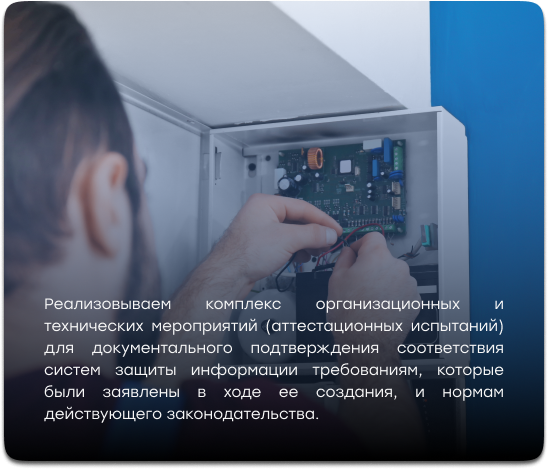 Реализовываем комплекс организационных и
технических мероприятий (аттестационных испытаний)
для документального подтверждения соответствия
систем защиты информации требованиям, которые
были заявлены в ходе ее создания, и нормам
действующего законодательства.